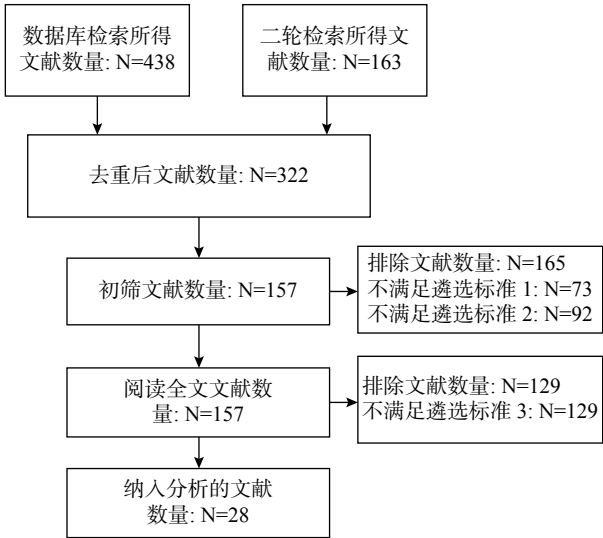 数据库检索所得
文献数量: N=438
二轮检索所得文
献数量: N=163
去重后文献数量: N=322
初筛文献数量: N=157
排除文献数量: N=165
不满足遴选标准 1: N=73
不满足遴选标准 2: N=92
阅读全文文献数
量: N=157
排除文献数量: N=129
不满足遴选标准 3: N=129
纳入分析的文献
数量: N=28